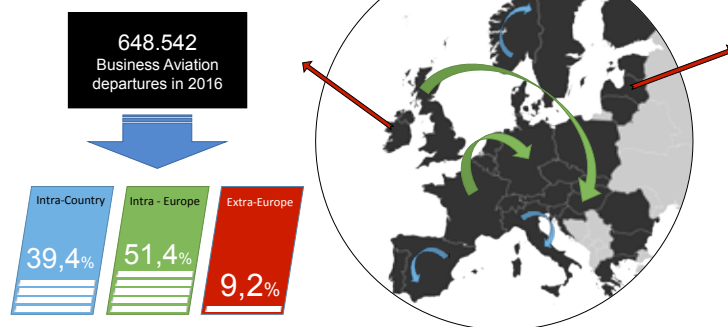 648.542
Business Aviation
departures in 2016
Intra-Country
39,4%
Intra - Europe
51,4%
Extra-Europe
9,2%